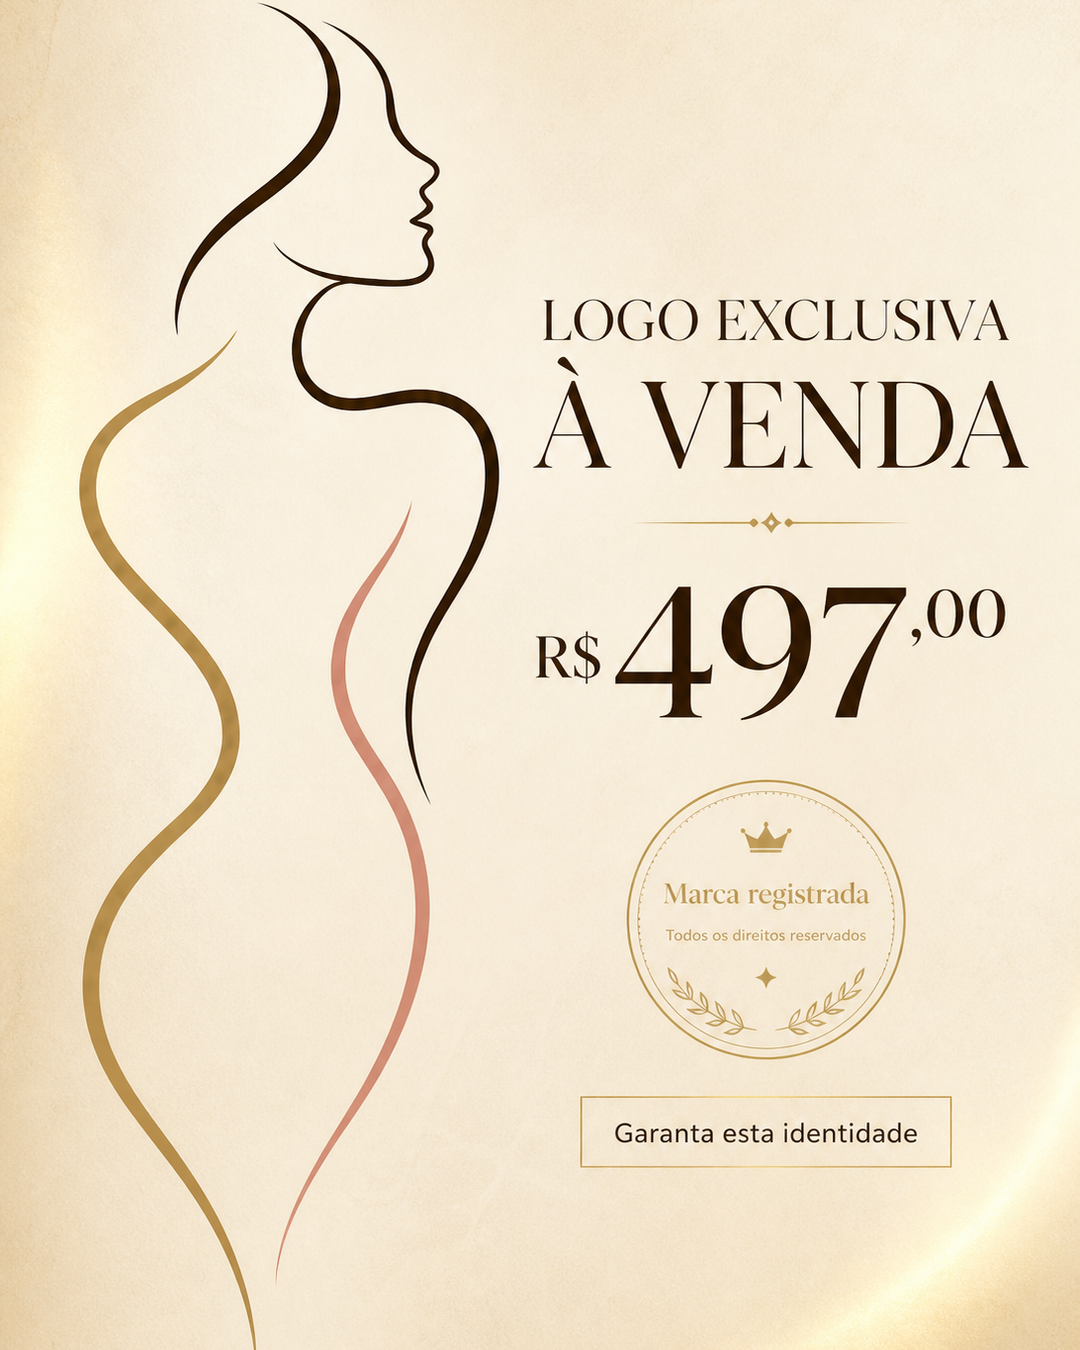 LOGO EXCLUSIVA
À VENDA
R$ 497,00
Marca registrada
Todos os direitos reservados
Garanta esta identidade